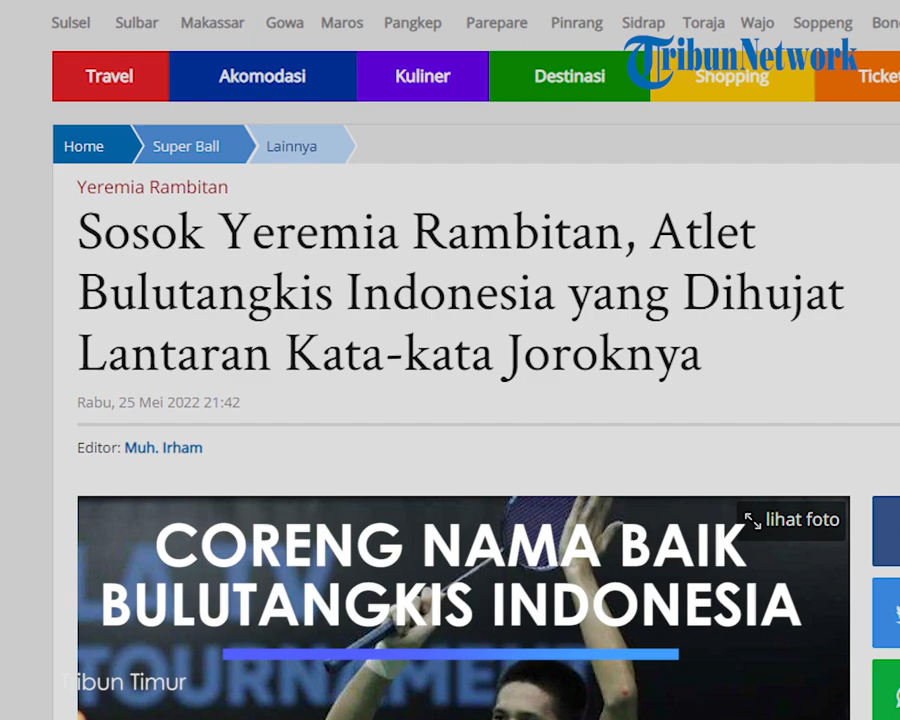 Sulsel Sulbar Makassar Gowa Maros Pangkep Parepare Pinrang Sidrap Toraja Wajo Soppeng
TribunNetwork
Travel Akomodasi Kuliner Destinasi Shopping
Home Super Ball Lainnya
Yeremia Rambitan
Sosok Yeremia Rambitan, Atlet
Bulutangkis Indonesia yang Dihujat
Lantaran Kata-kata Joroknya
Rabu, 25 Mei 2022 21:42
Editor: Muh. Irham
lihat foto
CORENG NAMA BAIK
BULUTANGKIS INDONESIA
TOURNAMENT
Tribun Timur